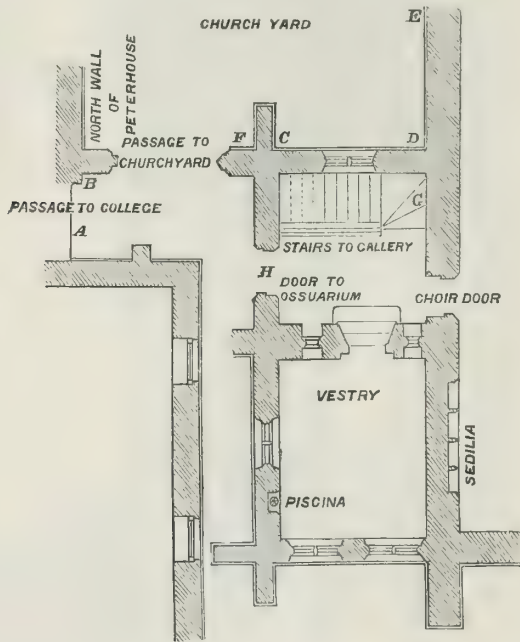 CHURCH YARD
E
NORTH WALL
OF
PETERHOUSE
PASSAGE TO
CHURCHYARD
F
C
D
B
PASSAGE TO COLLEGE
A
G
STAIRS TO GALLERY
H
DOOR TO
OSSUARIUM
CHOIR DOOR
VESTRY
SEDILIA
PISCINA